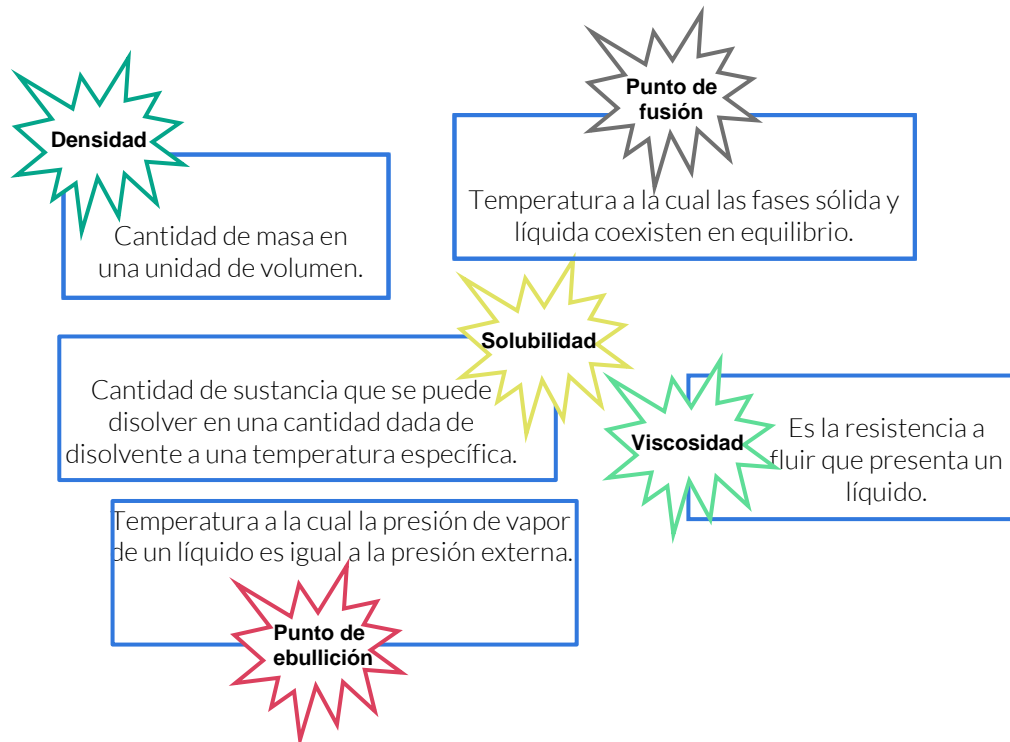 Densidad
Cantidad de masa en
una unidad de volumen.
Punto de
fusión
Temperatura a la cual las fases sólida y
líquida coexisten en equilibrio.
Solubilidad
Cantidad de sustancia que se puede
disolver en una cantidad dada de
disolvente a una temperatura específica.
Viscosidad
Es la resistencia a
fluir que presenta un
líquido.
Temperatura a la cual la presión de vapor
de un líquido es igual a la presión externa.
Punto de
ebullición